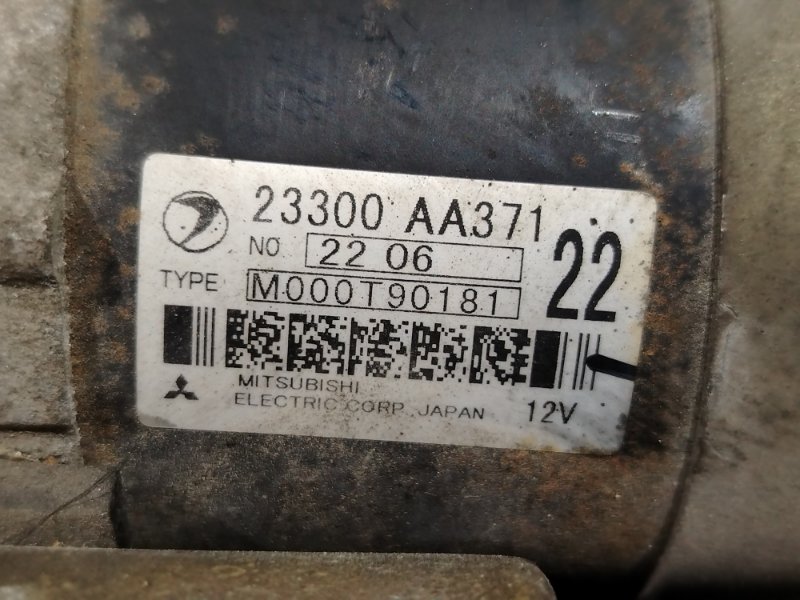 23300 AA371
NO 22 06
22
TYPE M000T90181
MITSUBISHI
ELECTRIC CORP. JAPAN 12V